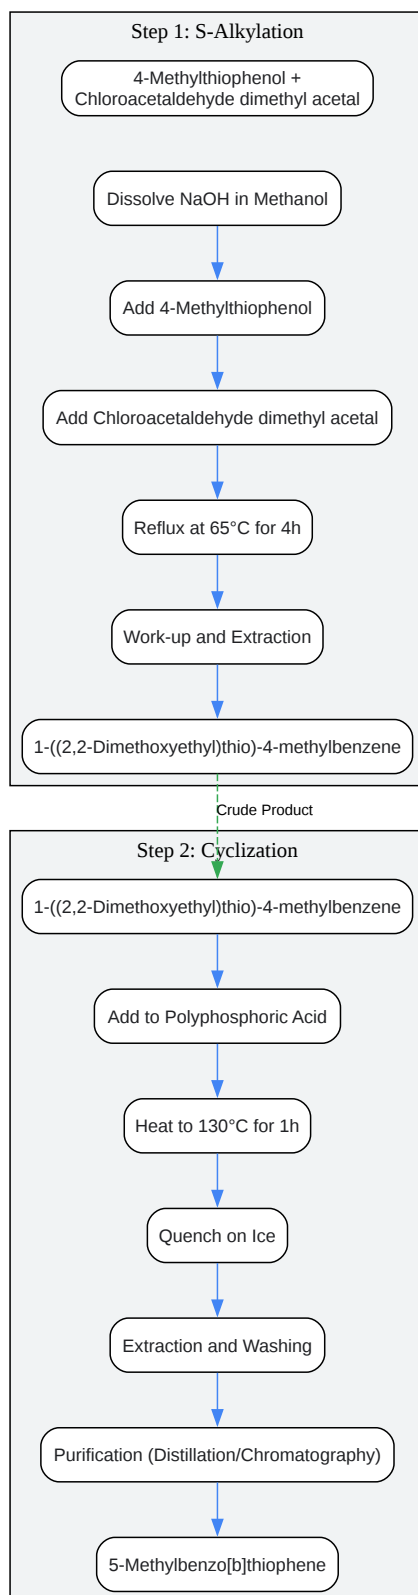 Step 1: S-Alkylation
4-Methylthiophenol +
Chloroacetaldehyde dimethyl acetal
Dissolve NaOH in Methanol
Add 4-Methylthiophenol
Add Chloroacetaldehyde dimethyl acetal
Reflux at 65°C for 4h
Work-up and Extraction
1-((2,2-Dimethoxyethyl)thio)-4-methylbenzene
Crude Product
Step 2: Cyclization
1-((2,2-Dimethoxyethyl)thio)-4-methylbenzene
Add to Polyphosphoric Acid
Heat to 130°C for 1h
Quench on Ice
Extraction and Washing
Purification (Distillation/Chromatography)
5-Methylbenzo[b]thiophene